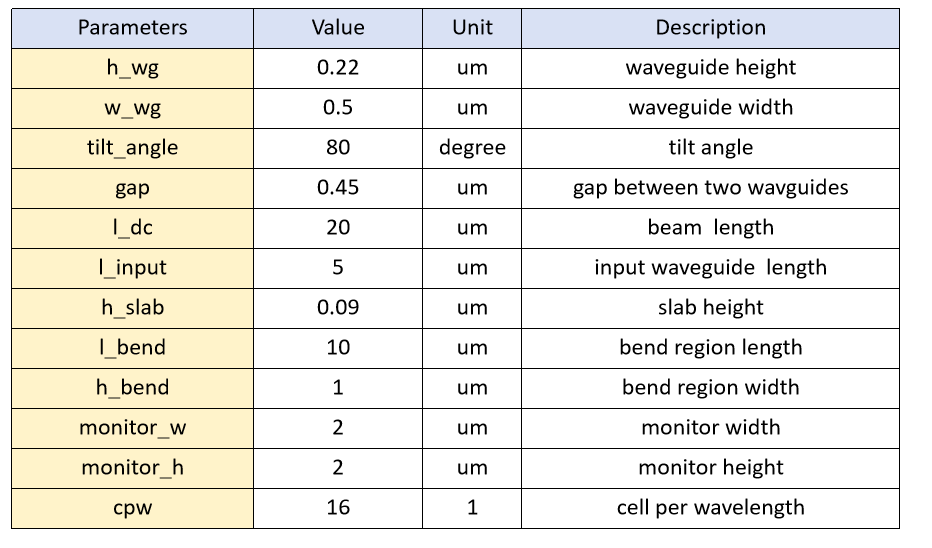 Parameters Value Unit Description
h_wg 0.22 um waveguide height
w_wg 0.5 um waveguide width
tilt_angle 80 degree tilt angle
gap 0.45 um gap between two wavguides
l_dc 20 um beam length
l_input 5 um input waveguide length
h_slab 0.09 um slab height
l_bend 10 um bend region length
h_bend 1 um bend region width
monitor_w 2 um monitor width
monitor_h 2 um monitor height
cpw 16 1 cell per wavelength